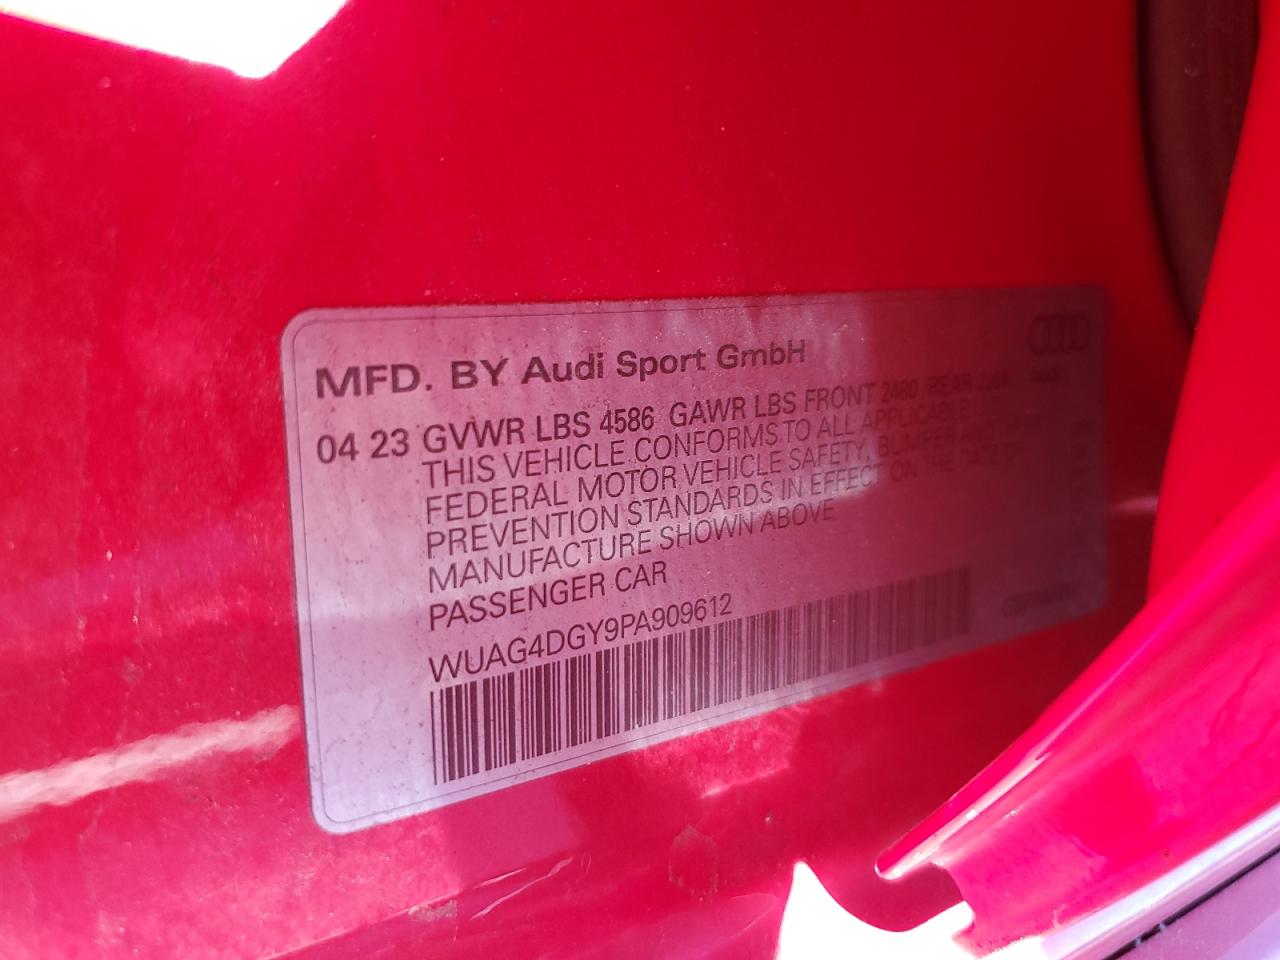 MFD. BY Audi Sport GmbH
04 23 GVWR LBS 4586 GAWR LBS FRONT 2480 REAR
THIS VEHICLE CONFORMS TO ALL APPLICABLE
FEDERAL MOTOR VEHICLE SAFETY, BUMPER AND
PREVENTION STANDARDS IN EFFECT ON THE DATE OF
MANUFACTURE SHOWN ABOVE
PASSENGER CAR
WUAG4DGY9PA909612
Audi